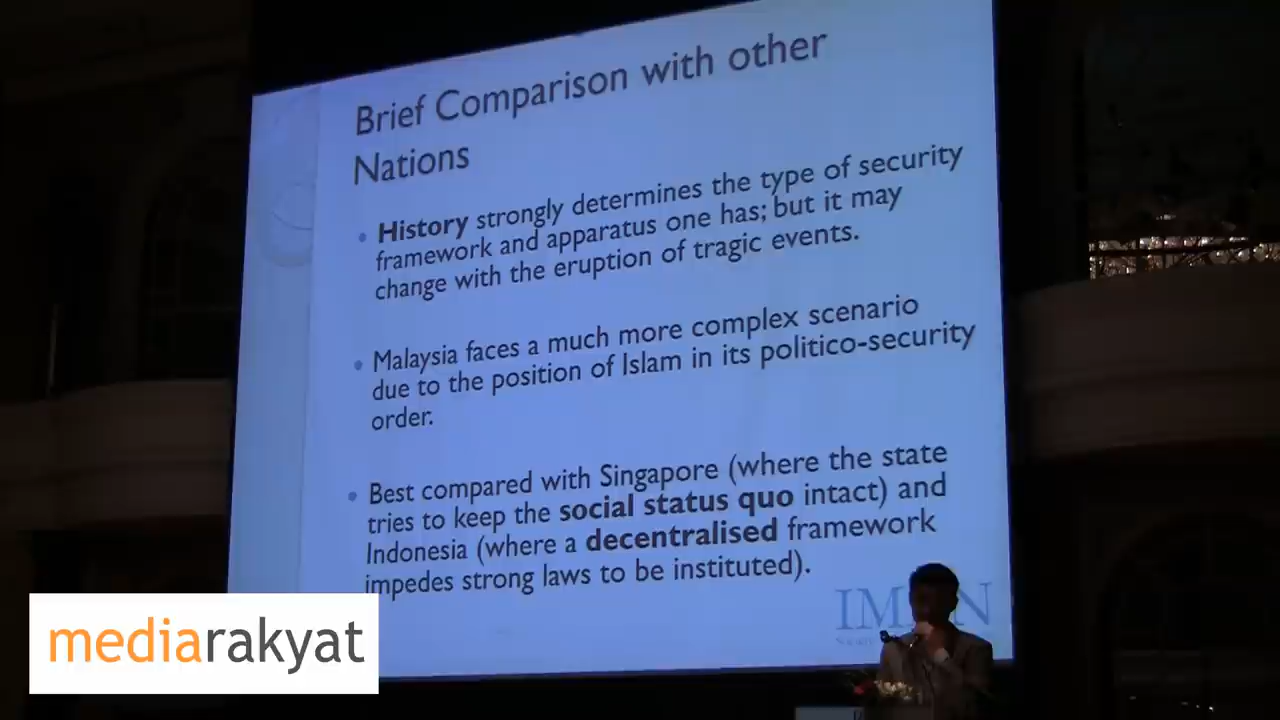 Brief Comparison with other
Nations
History strongly determines the type of security
framework and apparatus one has; but it may
change with the eruption of tragic events.
Malaysia faces a much more complex scenario
due to the position of Islam in its politico-security
order.
Best compared with Singapore (where the state
tries to keep the social status quo intact) and
Indonesia (where a decentralised framework
impedes strong laws to be instituted).
mediarakyat